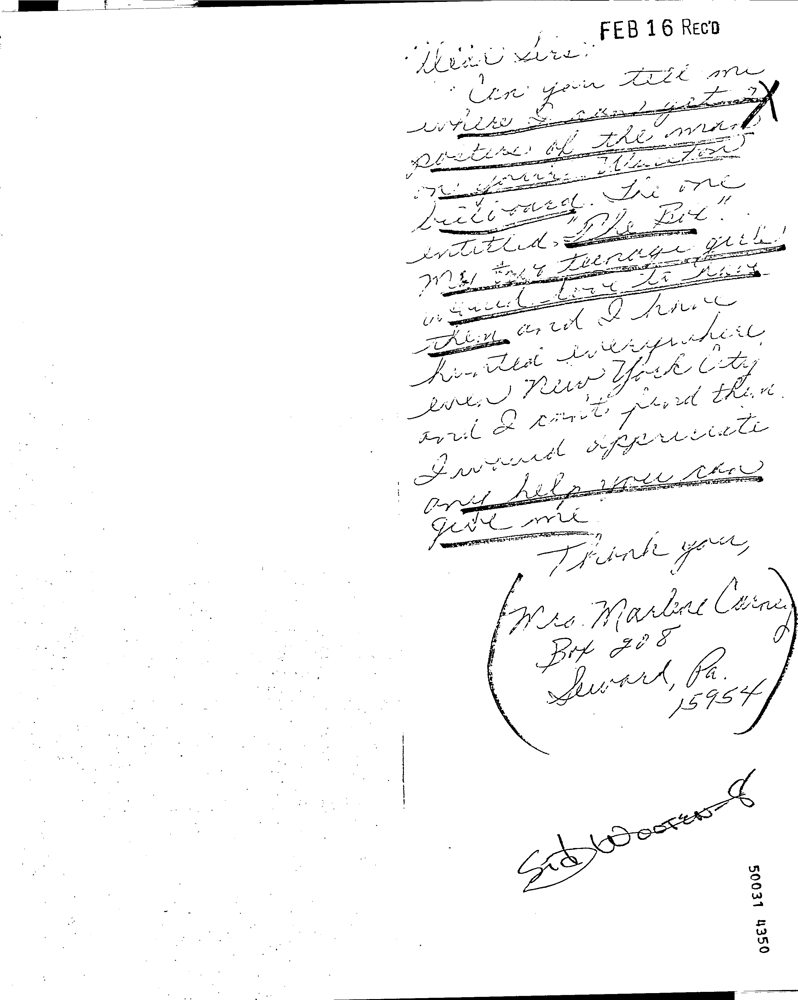 FEB 16 REC'D
Dear Sirs:
Can you tell me
where I can get
posters of the man
on your
billboard. The one
entitled, "The Box".
My teenage girls
would love to have
them and I have
hunted everywhere
even New York City
and I can't find them.
I would appreciate
any help you can
give me
Thank you,
Mrs. Marlene Carney
Box 208
Seward, Pa.
15954
Sid Wooten-8
50031 4350